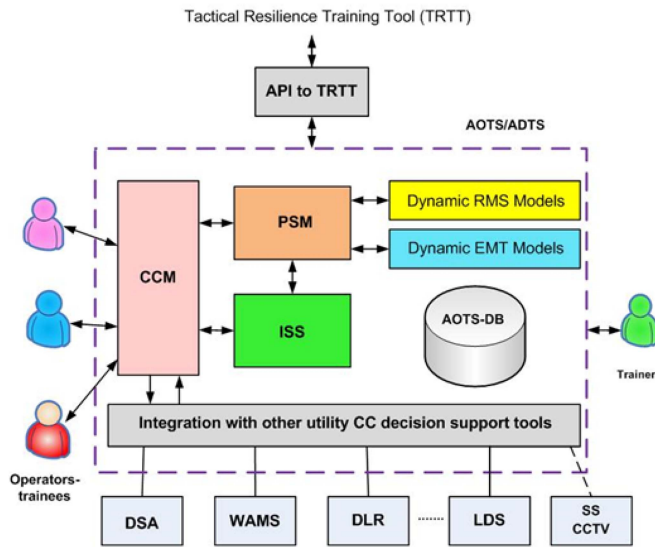 Tactical Resilience Training Tool (TRTT)
API to TRTT
AOTS/ADTS
CCM
PSM
Dynamic RMS Models
Dynamic EMT Models
ISS
AOTS-DB
Trainer
Integration with other utility CC decision support tools
Operators-
trainees
DSA
WAMS
DLR
LDS
SS
CCTV